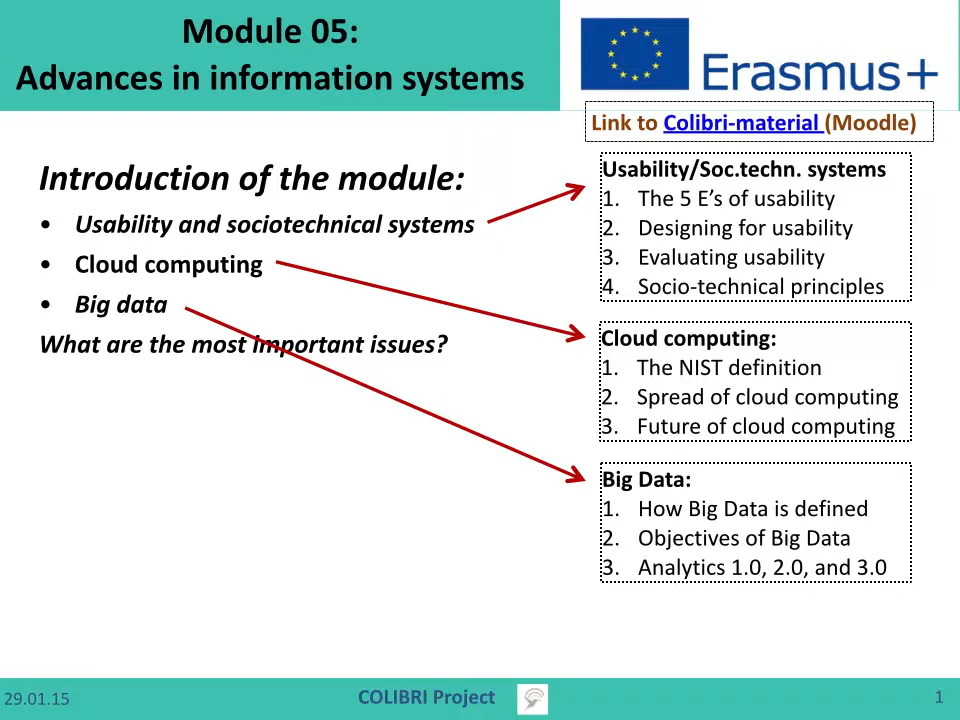 Module 05:
Advances in information systems
Erasmus+
Link to Colibri-material (Moodle)
Introduction of the module:
• Usability and sociotechnical systems
• Cloud computing
• Big data
What are the most important issues?
Usability/Soc.techn. systems
1. The 5 E’s of usability
2. Designing for usability
3. Evaluating usability
4. Socio-technical principles
Cloud computing:
1. The NIST definition
2. Spread of cloud computing
3. Future of cloud computing
Big Data:
1. How Big Data is defined
2. Objectives of Big Data
3. Analytics 1.0, 2.0, and 3.0
29.01.15
COLIBRI Project
1